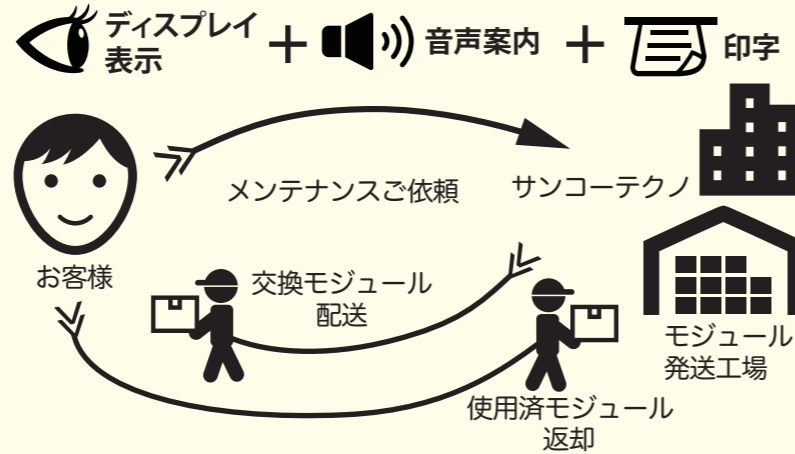 ディスプレイ
表示
音声案内
印字
メンテナンスご依頼
サンコーテクノ
お客様
交換モジュール
配送
モジュール
発送工場
使用済モジュール
返却